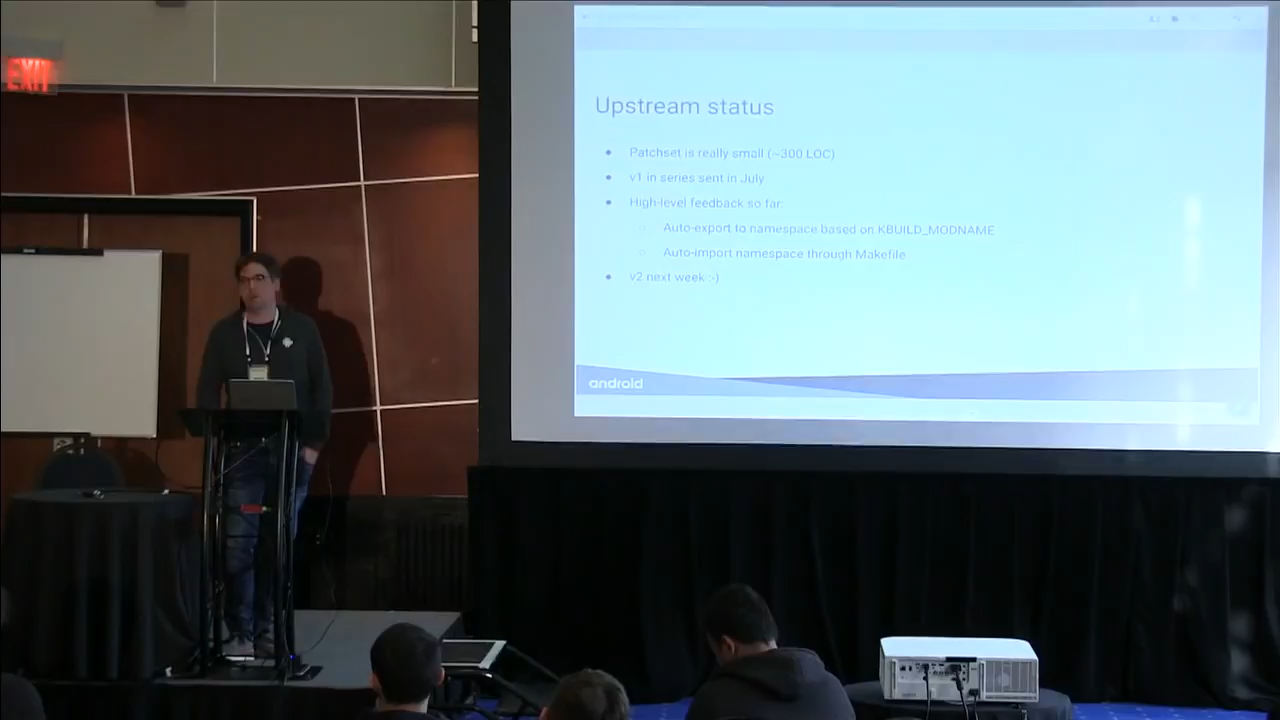 EXIT
Upstream status
• Patchset is really small (~300 LOC)
• v1 in series sent in July
• High-level feedback so far:
○ Auto-export to namespace based on KBUILD_MODNAME
○ Auto-import namespace through Makefile
• v2 next week :-)
android